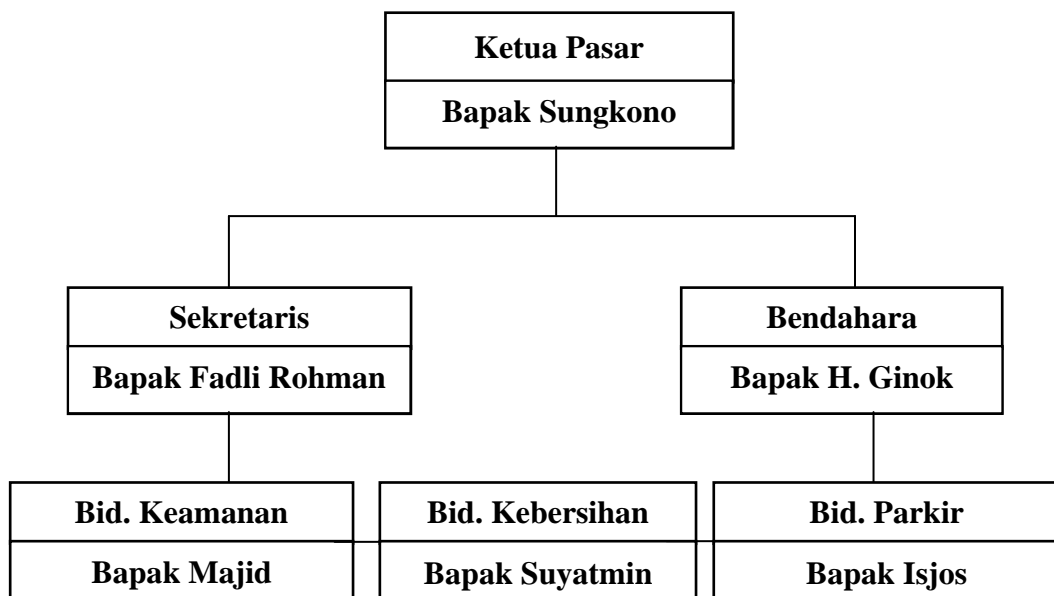 Ketua Pasar
Bapak Sungkono
Sekretaris
Bapak Fadli Rohman
Bendahara
Bapak H. Ginok
Bid. Keamanan
Bapak Majid
Bid. Kebersihan
Bapak Suyatmin
Bid. Parkir
Bapak Isjos